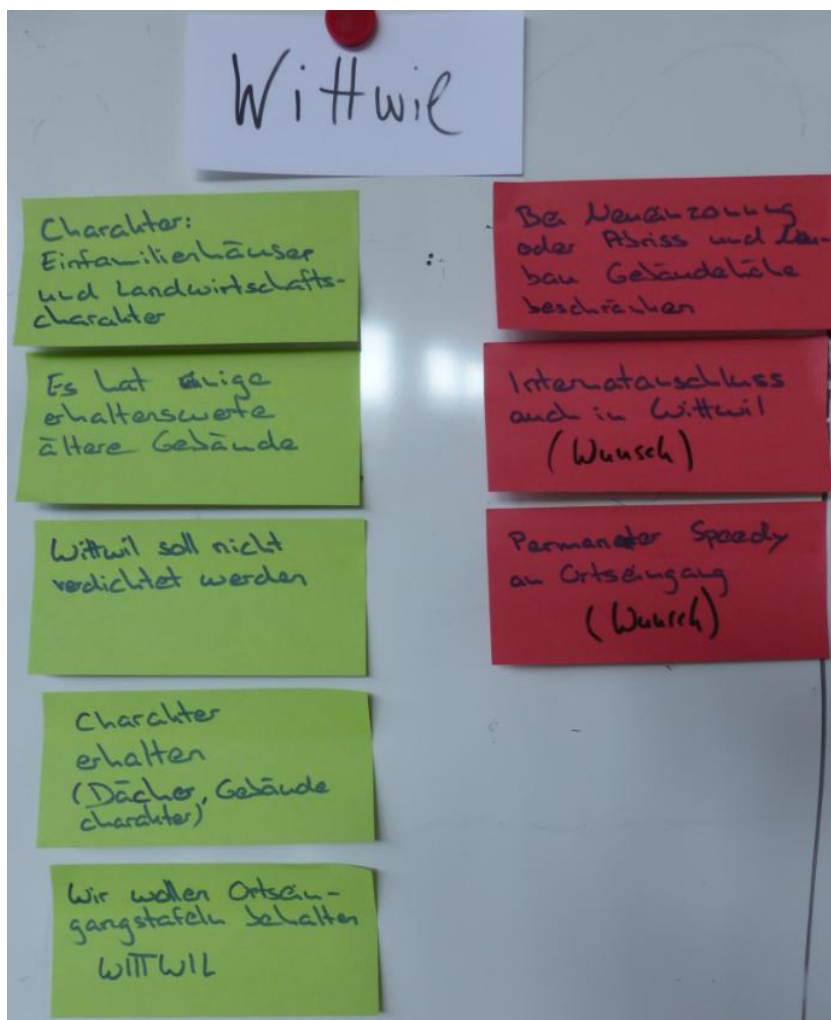 Wittwil
Charakter:
Einfamilienhäuser
und Landwirtschafts-
charakter
Es hat einige
erhaltenswerte
ältere Gebäude
Wittwil soll nicht
verdichtet werden
Charakter
erhalten
(Dächer, Gebäude
charakter)
Wir wollen Ortsein-
gangstafeln behalten
WITTWIL
Bei Neueinzonung
oder Abriss und Neu-
bau Gebäudehöhe
beschränken
Internetanschluss
auch in Wittwil
(Wunsch)
Permaneter Speedy
am Ortseingang
(Wunsch)